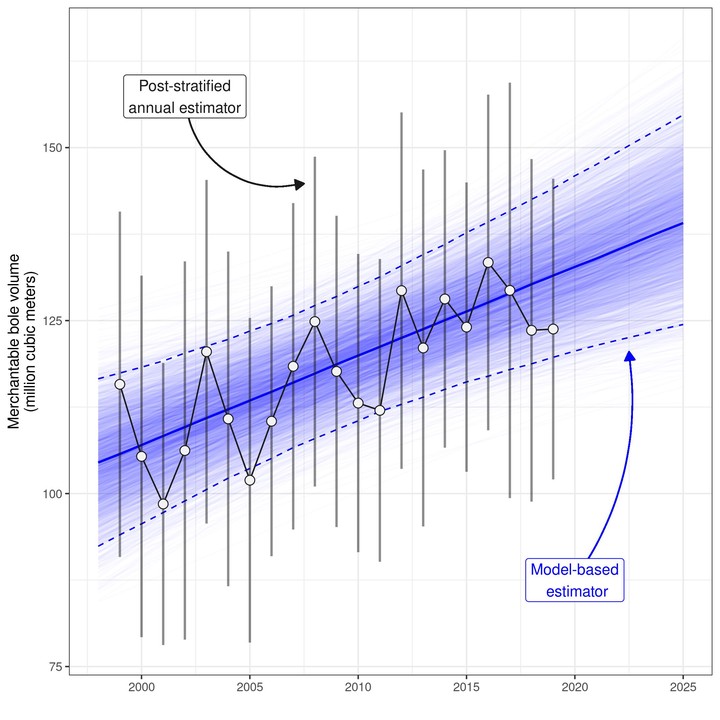 Post-stratified
annual estimator
150
125
100
75
Merchantable bole volume
(million cubic meters)
Model-based
estimator
2000 2005 2010 2015 2020 2025